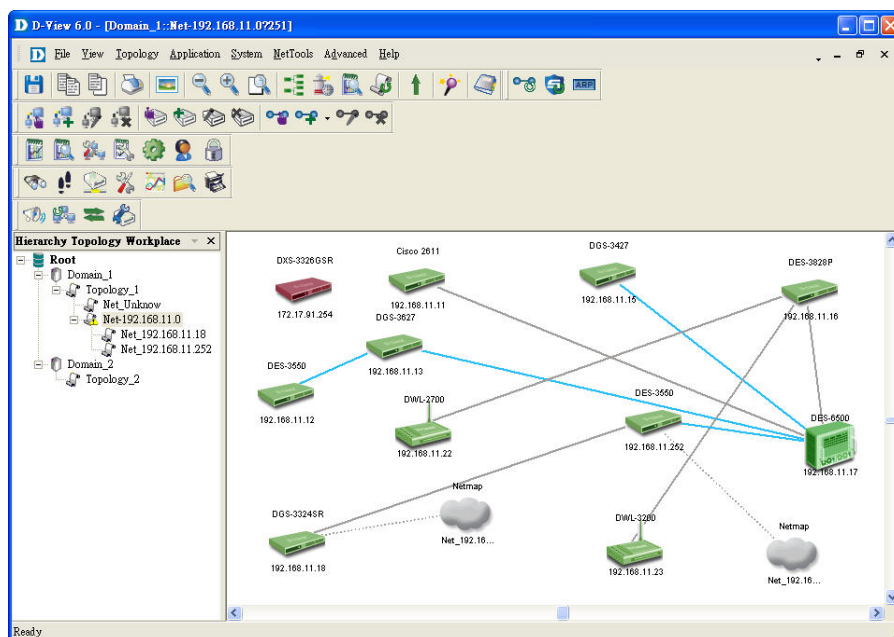 D-View 6.0 - [Domain_1::Net-192.168.11.0?251]
File View Topology Application System NetTools Advanced Help
ARP
Hierarchy Topology Workplace
Root
Domain_1
Topology_1
Net_Unknow
Net-192.168.11.0
Net_192.168.11.18
Net_192.168.11.252
Domain_2
Topology_2
DXS-3326GSR
172.17.91.254
Cisco 2611
192.168.11.11
DGS-3427
192.168.11.15
DES-3828P
192.168.11.16
DGS-3627
192.168.11.13
DES-3550
192.168.11.12
DWL-2700
192.168.11.22
DES-3550
192.168.11.252
DES-6500
192.168.11.17
DGS-3324SR
192.168.11.18
Netmap
Net_192.16...
DWL-3200
192.168.11.23
Netmap
Net_192.16...
Ready